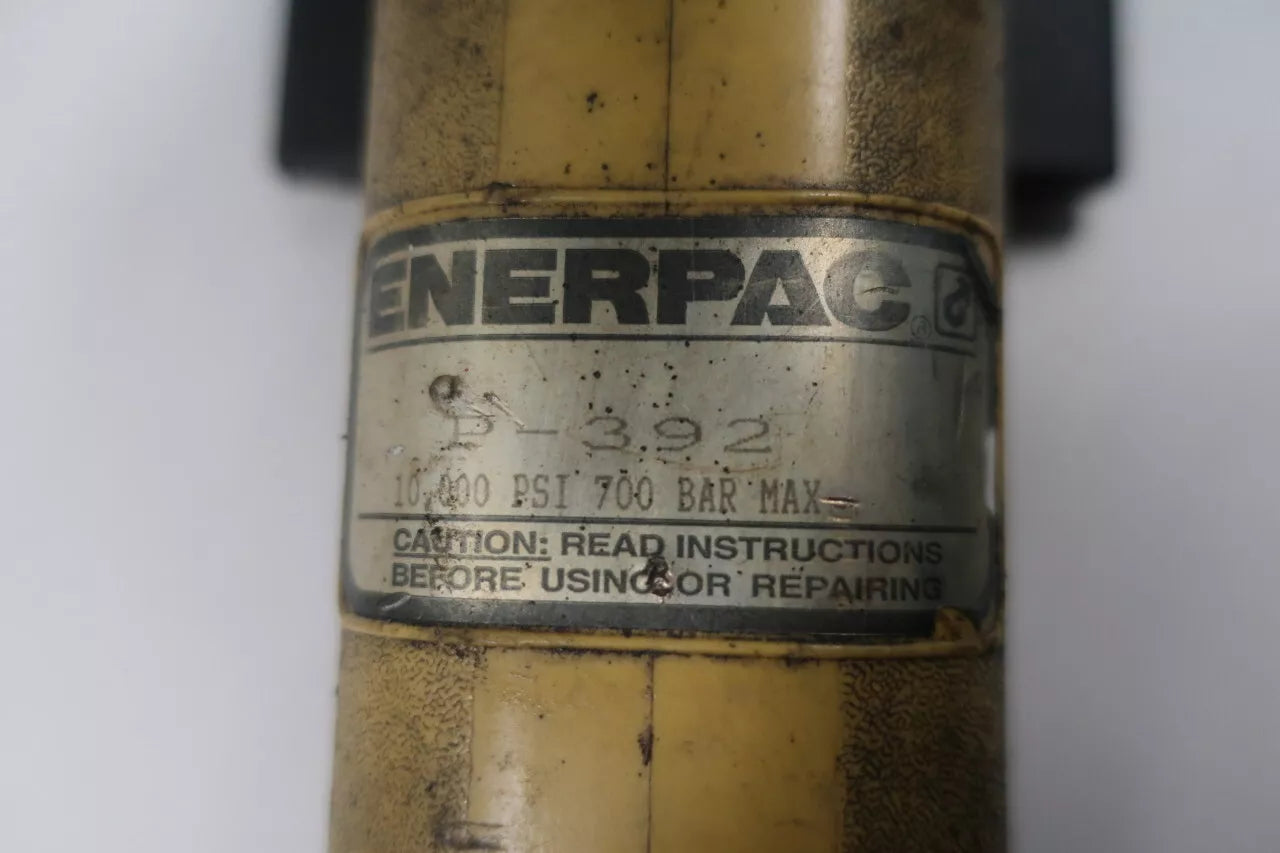 ENERPAC®
P-392
10,000 PSI 700 BAR MAX
CAUTION: READ INSTRUCTIONS
BEFORE USING OR REPAIRING